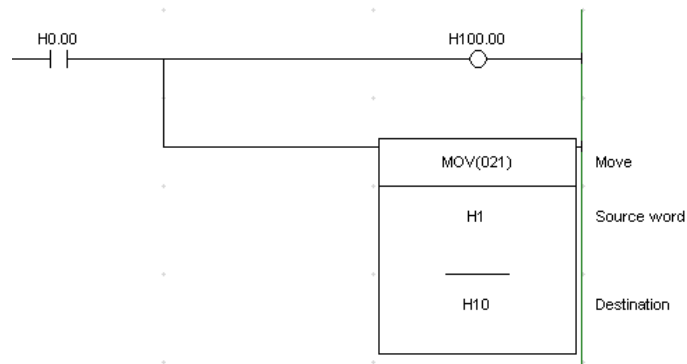 H0.00
H100.00
MOV(021)
Move
H1
Source word
H10
Destination